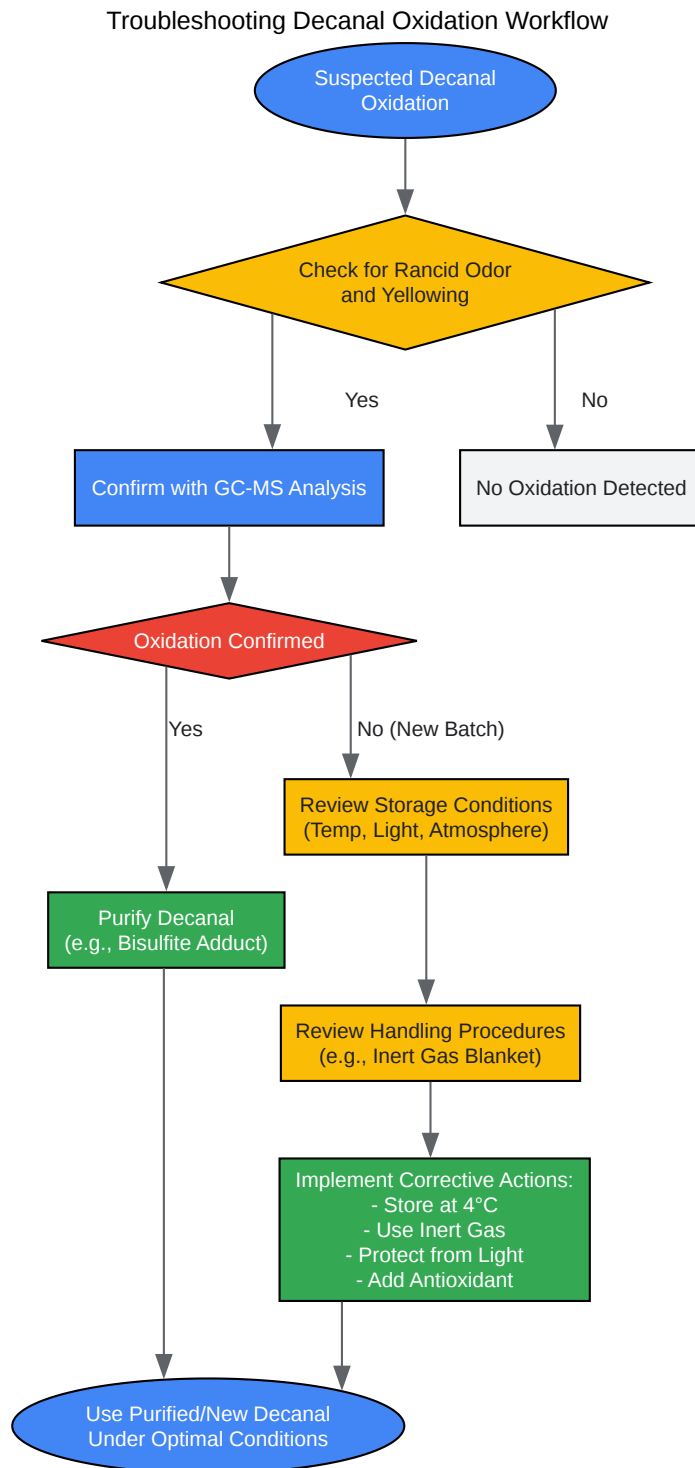 Troubleshooting Decanal Oxidation Workflow
Suspected Decanal
Oxidation
Check for Rancid Odor
and Yellowing
Yes
No
Confirm with GC-MS Analysis
No Oxidation Detected
Oxidation Confirmed
Yes
No (New Batch)
Review Storage Conditions
(Temp, Light, Atmosphere)
Purify Decanal
(e.g., Bisulfite Adduct)
Review Handling Procedures
(e.g., Inert Gas Blanket)
Implement Corrective Actions:
- Store at 4°C
- Use Inert Gas
- Protect from Light
- Add Antioxidant
Use Purified/New Decanal
Under Optimal Conditions